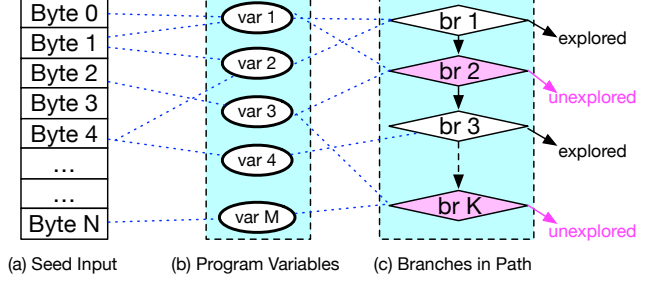 Byte 0
Byte 1
Byte 2
Byte 3
Byte 4
...
...
Byte N
var 1
var 2
var 3
var 4
var M
br 1
explored
br 2
unexplored
br 3
explored
br K
unexplored
(a) Seed Input
(b) Program Variables
(c) Branches in Path